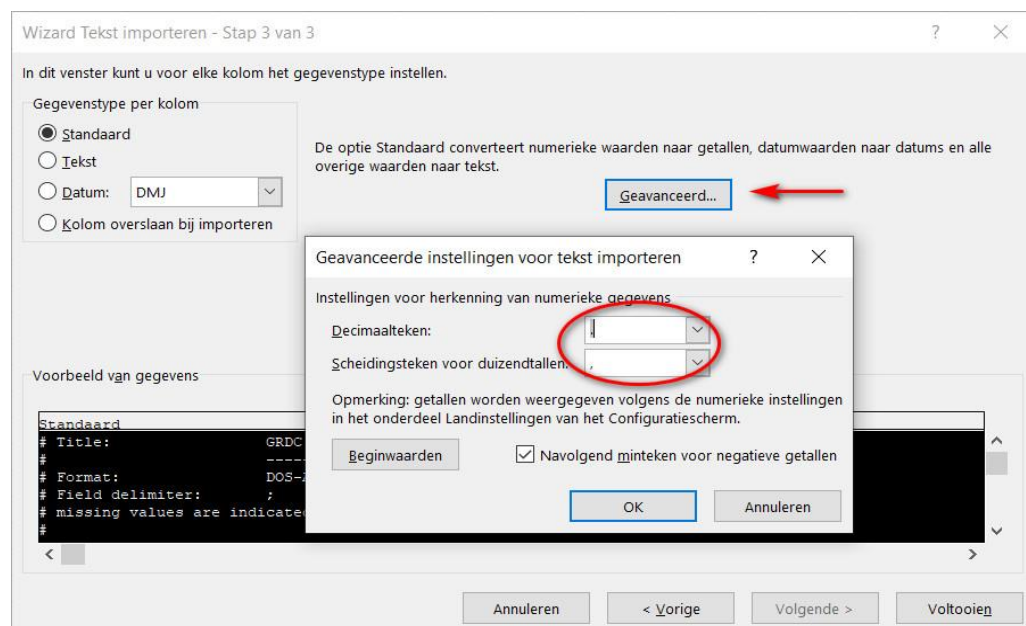 Wizard Tekst importeren - Stap 3 van 3
In dit venster kunt u voor elke kolom het gegevenstype instellen.
Gegevenstype per kolom
Standaard
Tekst
Datum: DMJ
Kolom overslaan bij importeren
De optie Standaard converteert numerieke waarden naar getallen, datumwaarden naar datums en alle
overige waarden naar tekst.
Geavanceerd...
Geavanceerde instellingen voor tekst importeren
Instellingen voor herkenning van numerieke gegevens
Decimaalteken:
Scheidingsteken voor duizendtallen: ,
Opmerking: getallen worden weergegeven volgens de numerieke instellingen
in het onderdeel Landinstellingen van het Configuratiescherm.
Beginwaarden
Navolgend minteken voor negatieve getallen
OK Annuleren
Voorbeeld van gegevens
Standaard
# Title: GRDC
# ----
# Format: DOS-
# Field delimiter: ;
# missing values are indicated
#
Annuleren < Vorige Volgende > Voltooien